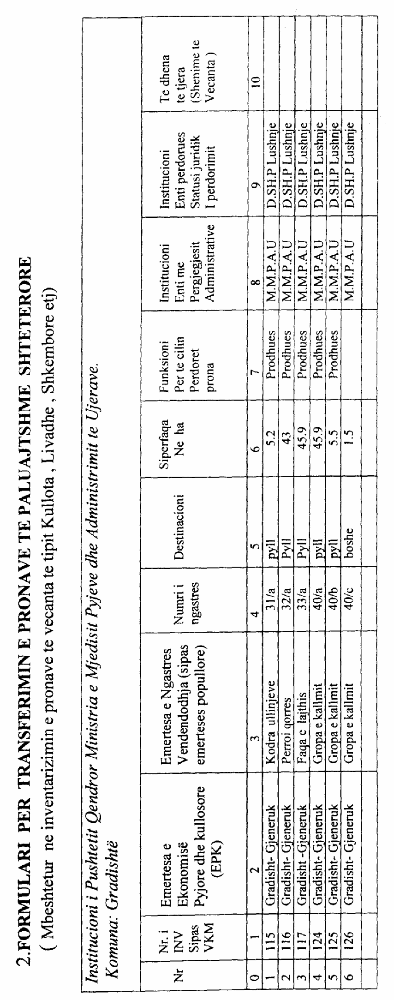 2.FORMULARI PER TRANSFERIMIN E PRONAVE TE PALUAJTSHME SHTETERORE
( Mbeshtetur ne inventarizimin e pronave te vecanta te tipit Kullota , Livadhe , Shkembore etj)
Institucioni i Pushtetit Qendror Ministria e Mjedisit Pyjeve dhe Administrimit te Ujerave.
Komuna: Gradishtë
Nr
Nr. i
INV
Sipas
VKM
Emertesa e
Ekonomisë
Pyjore dhe kullosore
(EPK)
Emertesa e Ngastres
Vendendodhja (sipas
emerteses popullore)
Numri i
ngastres
Destinacioni
Siperfaqa
Ne ha
Funksioni
Per te cilin
Perdoret
prona
Institucioni
Enti me
Pergjegjesit
Administrative
Institucioni
Enti perdorues
Statusi juridik
I perdorimit
Te dhena
te tjera
(Shenime te
Vecanta )
0 1 2 3 4 5 6 7 8 9 10
1 115 Gradisht- Gjeneruk Kodra ullinjeve 31/a pyll 5.2 Prodhues M.M.P.A.U D.SH.P Lushnje
2 116 Gradisht- Gjeneruk Perroi qorres 32/a Pyll 43 Prodhues M.M.P.A.U D.SH.P Lushnje
3 117 Gradisht -Gjeneruk Faqa e lajthis 33/a Pyll 45.9 Prodhues M.M.P.A.U D.SH.P Lushnje
4 124 Gradisht- Gjeneruk Gropa e kallmit 40/a pyll 45.9 Prodhues M.M.P.A.U D.SH.P Lushnje
5 125 Gradisht- Gjeneruk Gropa e kallmit 40/b pyll 5.5 Prodhues M.M.P.A.U D.SH.P Lushnje
6 126 Gradisht- Gjeneruk Gropa e kallmit 40/c boshe 1.5 M.M.P.A.U D.SH.P Lushnje